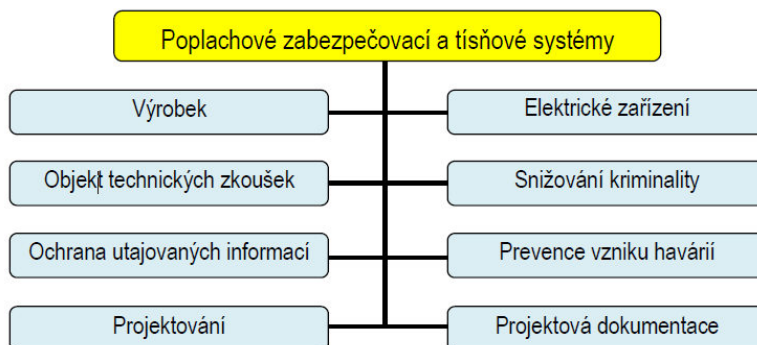 Poplachové zabezpečovací a tísňové systémy
Výrobek
Elektrické zařízení
Objekt technických zkoušek
Snižování kriminality
Ochrana utajovaných informací
Prevence vzniku havárií
Projektování
Projektová dokumentace